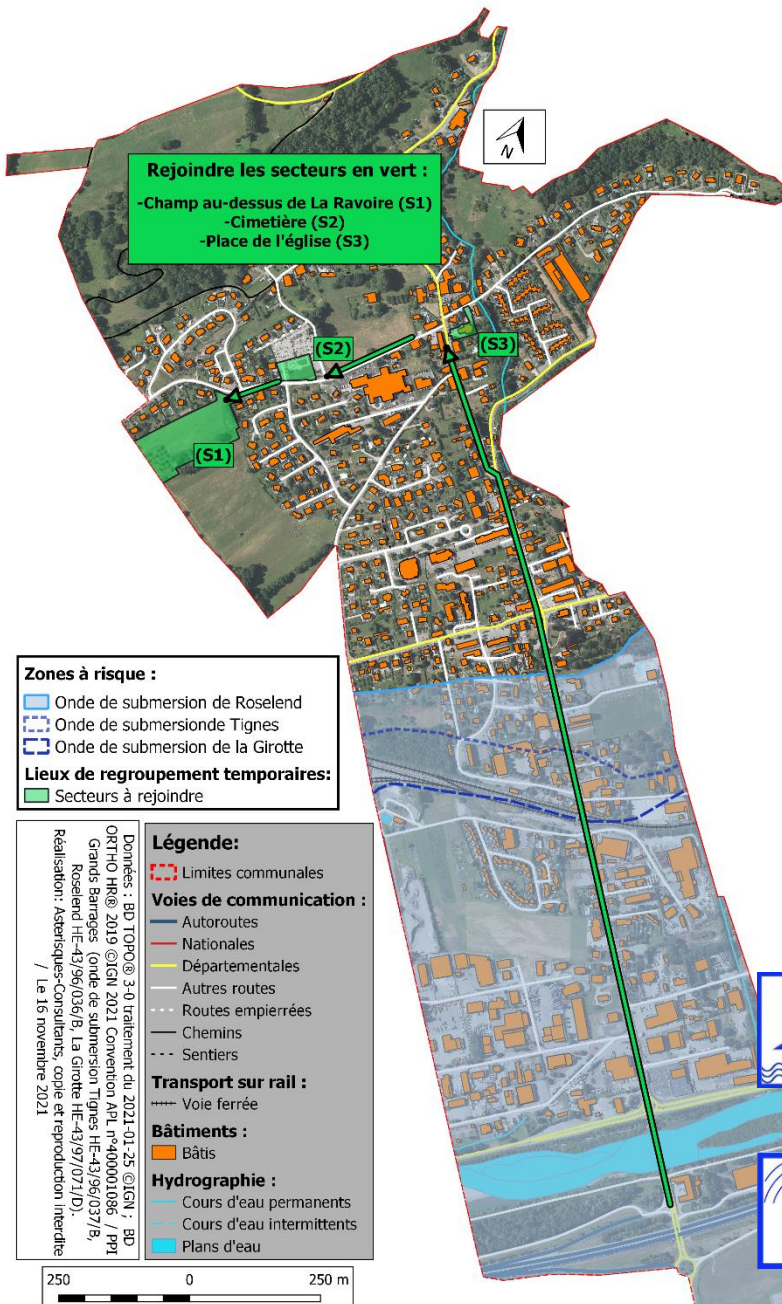 N
Rejoindre les secteurs en vert :
-Champ au-dessus de La Ravoire (S1)
-Cimetière (S2)
-Place de l'église (S3)
(S2)
(S3)
(S1)
Zones à risque :
Onde de submersion de Roselend
Onde de submersionde Tignes
Onde de submersion de la Girotte
Lieux de regroupement temporaires:
Secteurs à rejoindre
Données : BD TOPO® 3-0 traitement du 2021-01-25 ©IGN ; BD
ORTHO HR® 2019 ©IGN 2021 Convention APL n°400001086 / PPI
Grands Barrages (onde de submersion Tignes HE-43/96/037/B,
Roselend HE-43/96/036/B, La Girotte HE-43/97/071/D).
Réalisation: Asterisques-Consultants, copie et reproduction interdite
/ Le 16 novembre 2021
Légende:
Limites communales
Voies de communication :
Autoroutes
Nationales
Départementales
Autres routes
Routes empierrées
Chemins
Sentiers
Transport sur rail :
Voie ferrée
Bâtiments :
Bâtis
Hydrographie :
Cours d'eau permanents
Cours d'eau intermittents
Plans d'eau
250 0 250 m